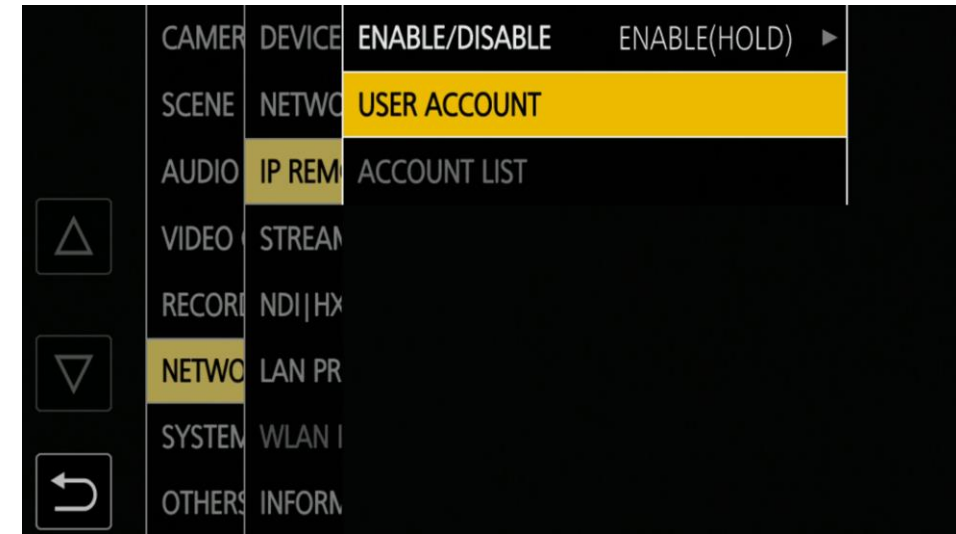 CAMER
SCENE
AUDIO
VIDEO
RECOR
NETWO
SYSTEM
OTHERS
DEVICE
NETWO
IP REM
STREAM
NDI|HX
LAN PR
WLAN
INFORM
ENABLE/DISABLE ENABLE(HOLD)
USER ACCOUNT
ACCOUNT LIST